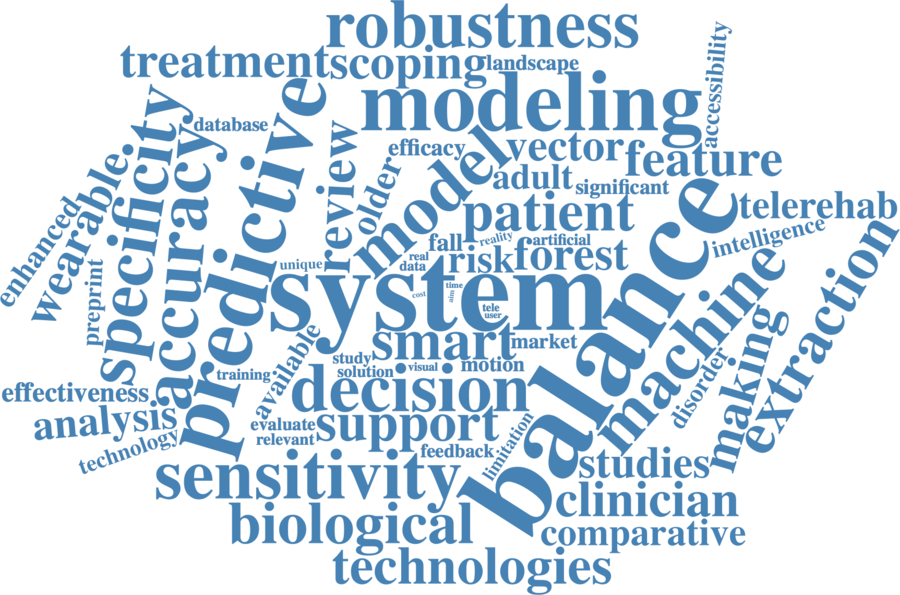 robustness
treatment
scoping
landscape
accessibility
modeling
database
predictive
specificity
accuracy
wearable
enhanced
preprint
review
older
efficacy
model
vector
feature
adult
significant
patient
telerehab
intelligence
fall
reality
artificial
real
data
risk
forest
unique
system
cost
time
aim
tele
user
balance
machine
extraction
smart
market
study
solution
visual
motion
available
training
decision
disorder
making
effectiveness
analysis
technology
evaluate
relevant
support
feedback
limitation
sensitivity
studies
clinician
biological
comparative
technologies